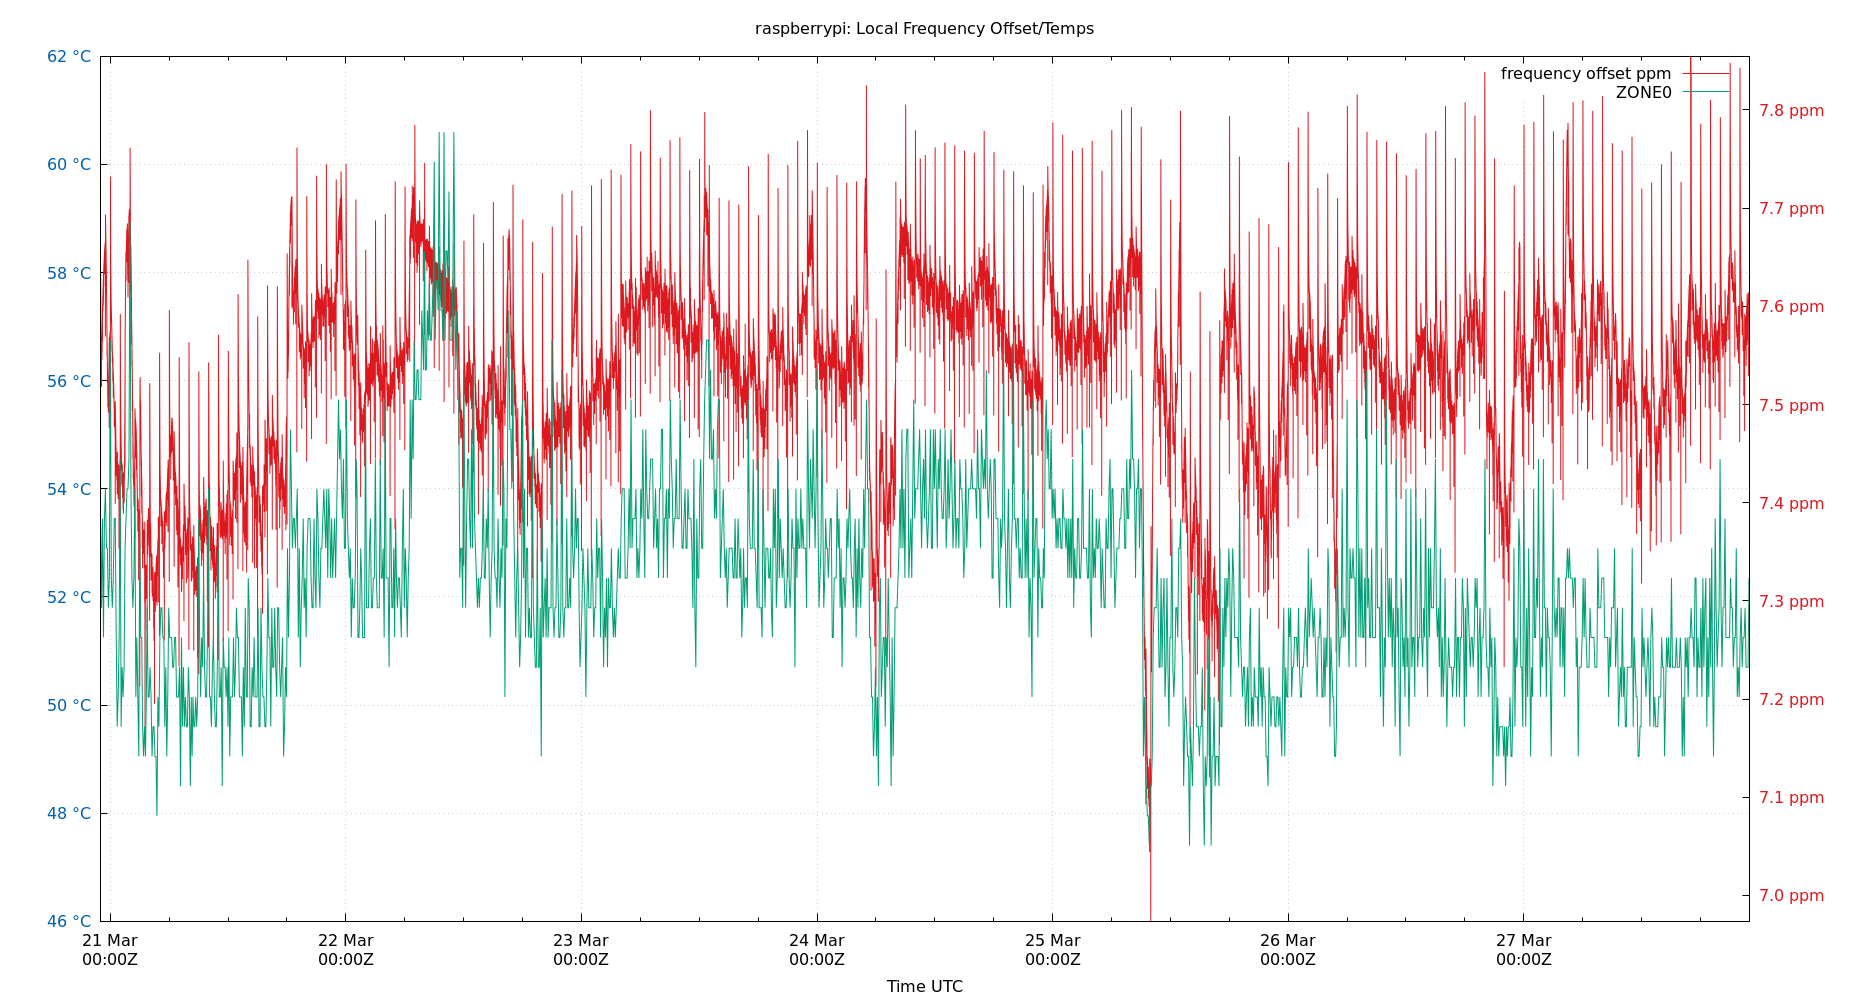 raspberrypi: Local Frequency Offset/Temps
62 °C
60 °C
58 °C
56 °C
54 °C
52 °C
50 °C
48 °C
46 °C
frequency offset ppm
ZONE0
7.8 ppm
7.7 ppm
7.6 ppm
7.5 ppm
7.4 ppm
7.3 ppm
7.2 ppm
7.1 ppm
7.0 ppm
21 Mar 22 Mar 23 Mar 24 Mar 25 Mar 26 Mar 27 Mar
00:00Z 00:00Z 00:00Z 00:00Z 00:00Z 00:00Z 00:00Z
Time UTC